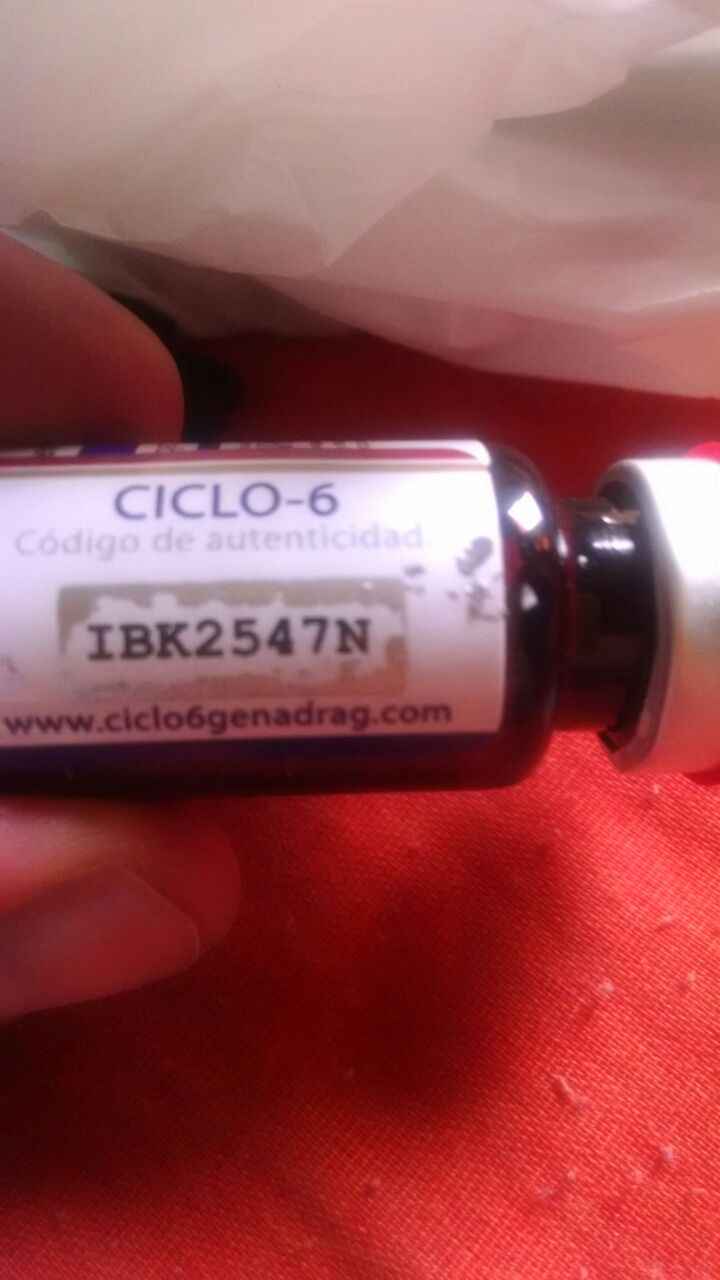 CICLO-6
Código de autenticidad
IBK2547N
www.ciclo6genadrag.com